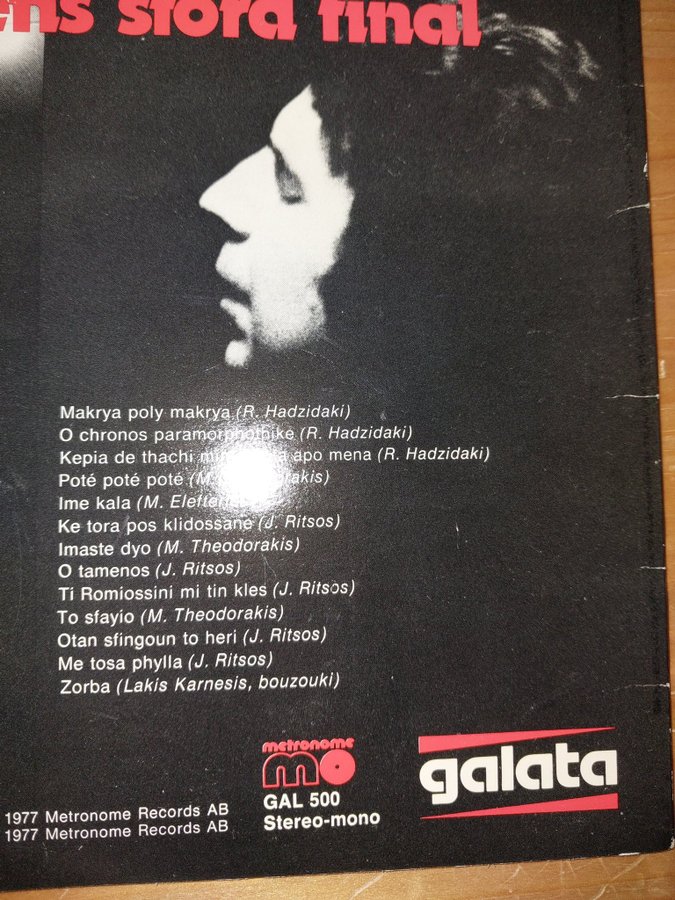 ens stora final
Makrya poly makrya (R. Hadzidaki)
O chronos paramorphothike (R. Hadzidaki)
Kepia de thachi apo mena (R. Hadzidaki)
Poté poté poté
Ime kala (M.
Ke tora pos klidossane (J. Ritsos)
Imaste dyo (M. Theodorakis)
O tamenos (J. Ritsos)
Ti Romiossini mi tin kles (J. Ritsos)
To sfayio (M. Theodorakis)
Otan sfingoun to heri (J. Ritsos)
Me tosa phylla (J. Ritsos)
Zorba (Lakis Karnesis, bouzouki)
metronome
mo
GAL 500
Stereo-mono
galata
1977 Metronome Records AB
1977 Metronome Records AB